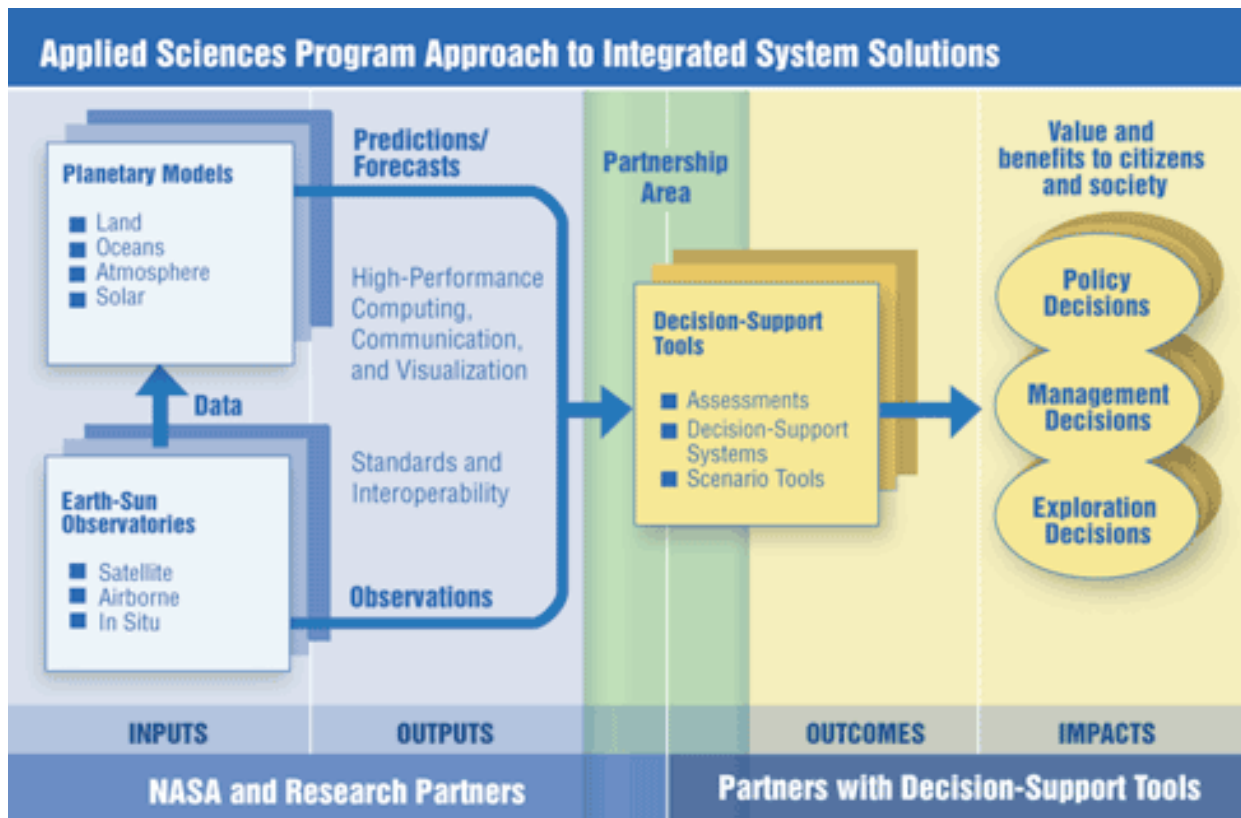 Applied Sciences Program Approach to Integrated System Solutions
Planetary Models
Land
Oceans
Atmosphere
Solar
Data
Earth-Sun
Observatories
Satellite
Airborne
In Situ
Predictions/
Forecasts
High-Performance
Computing,
Communication,
and Visualization
Standards and
Interoperability
Observations
Partnership
Area
Decision-Support
Tools
Assessments
Decision-Support
Systems
Scenario Tools
Value and
benefits to citizens
and society
Policy
Decisions
Management
Decisions
Exploration
Decisions
INPUTS
OUTPUTS
OUTCOMES
IMPACTS
NASA and Research Partners
Partners with Decision-Support Tools